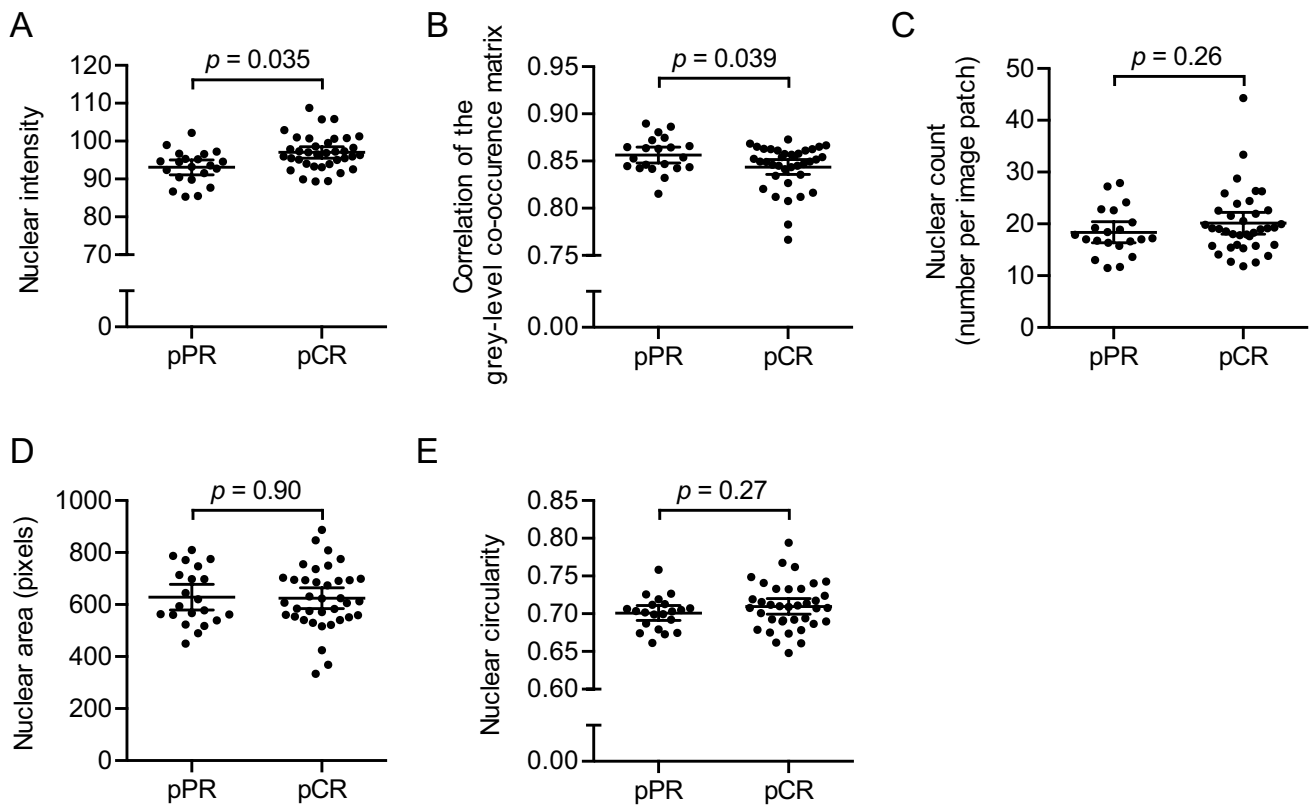 A
p = 0.035
Nuclear intensity
120
110
100
90
80
70
0
pPR
pCR
B
p = 0.039
Correlation of the
grey-level co-occurence matrix
0.95
0.90
0.85
0.80
0.75
0.00
pPR
pCR
C
p = 0.26
Nuclear count
(number per image patch)
50
40
30
20
10
0
pPR
pCR
D
p = 0.90
Nuclear area (pixels)
1000
800
600
400
200
0
pPR
pCR
E
p = 0.27
Nuclear circularity
0.85
0.80
0.75
0.70
0.65
0.60
0.00
pPR
pCR